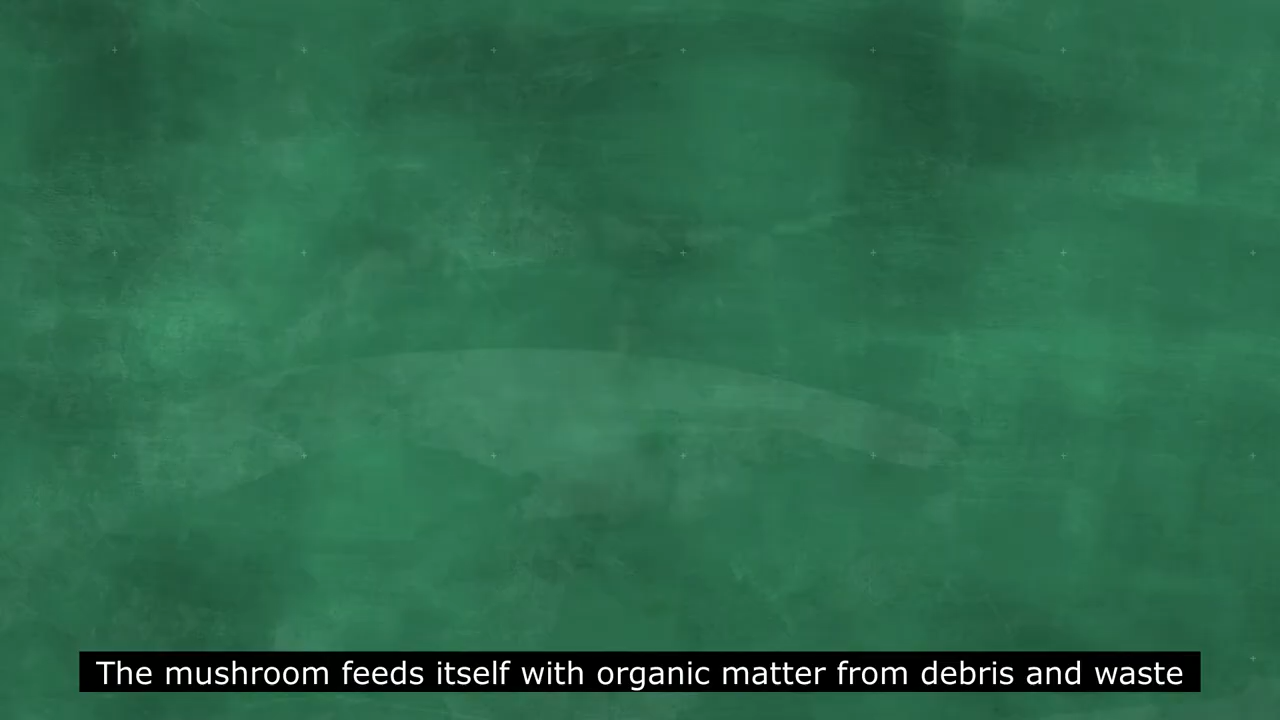 The mushroom feeds itself with organic matter from debris and waste